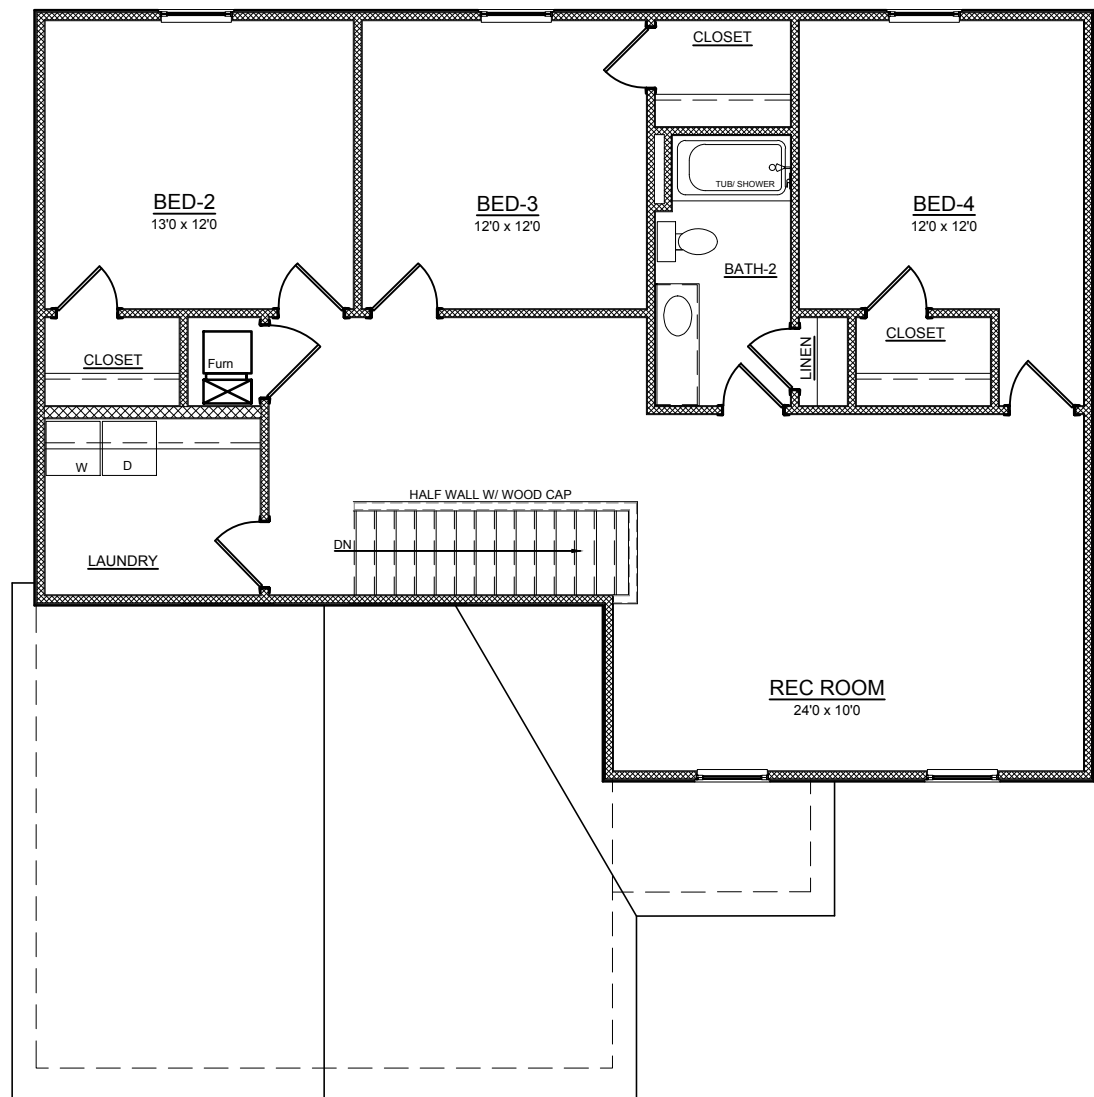 CLOSET
TUB/ SHOWER
BED-2
13'0 x 12'0
BED-3
12'0 x 12'0
BED-4
12'0 x 12'0
BATH-2
CLOSET
Furn
LINEN
CLOSET
W
D
HALF WALL W/ WOOD CAP
DN
LAUNDRY
REC ROOM
24'0 x 10'0